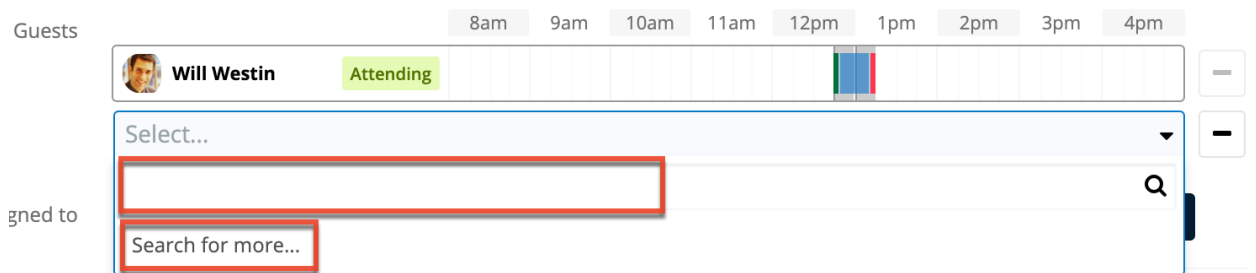 Guests 8am 9am 10am 11am 12pm 1pm 2pm 3pm 4pm
Will Westin Attending
Select...
gned to
Search for more...